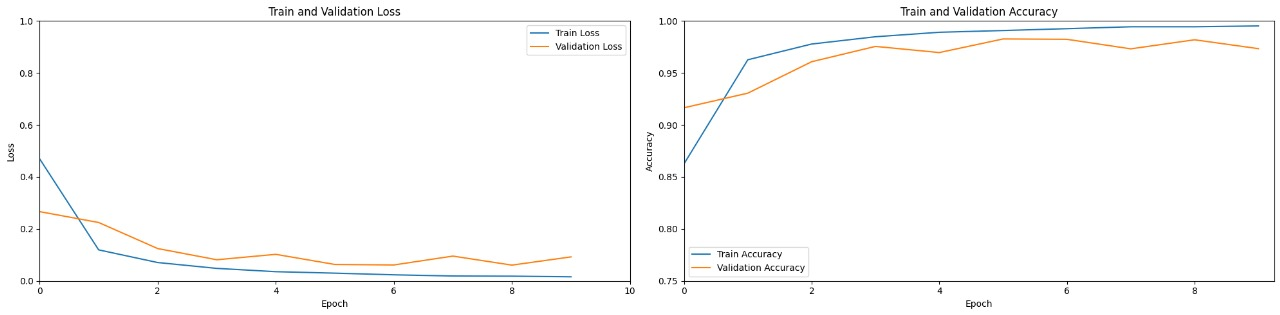 Train and Validation Loss
1.0
0.8
0.6
0.4
0.2
0.0
Loss
0 2 4 6 8 10
Epoch
Train Loss
Validation Loss
Train and Validation Accuracy
1.00
0.95
0.90
0.85
0.80
0.75
Accuracy
0 2 4 6 8
Epoch
Train Accuracy
Validation Accuracy